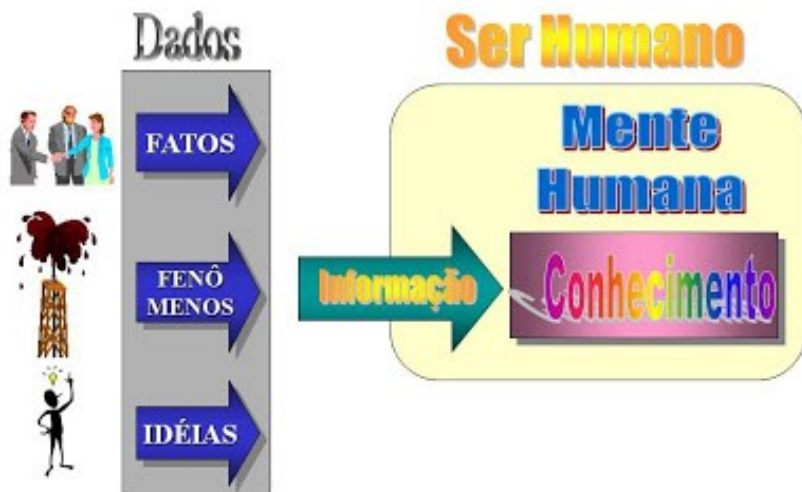 Dados
FATOS
FENÔ
MENOS
IDÉIAS
Informação
Ser Humano
Mente
Humana
Conhecimento